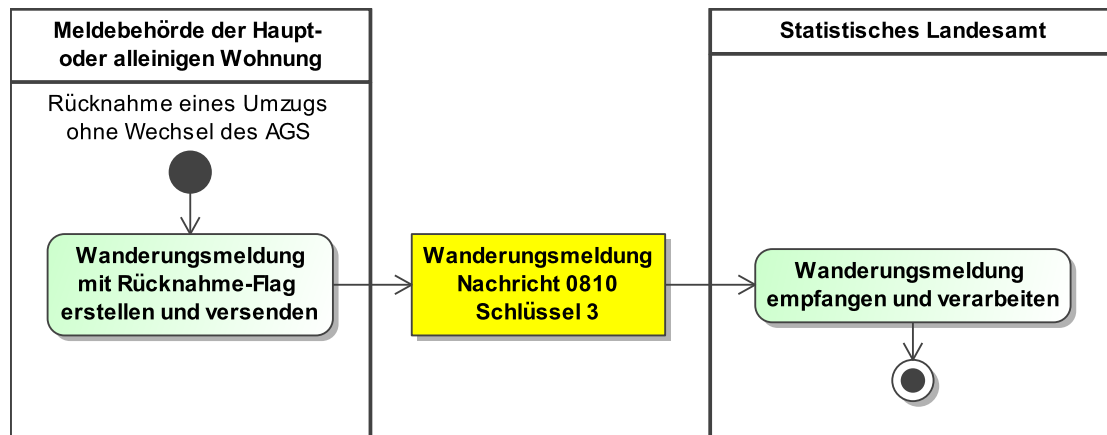 Meldebehörde der Haupt-
oder alleinigen Wohnung
Rücknahme eines Umzugs
ohne Wechsel des AGS
Wanderungsmeldung
mit Rücknahme-Flag
erstellen und versenden
Wanderungsmeldung
Nachricht 0810
Schlüssel 3
Statistisches Landesamt
Wanderungsmeldung
empfangen und verarbeiten